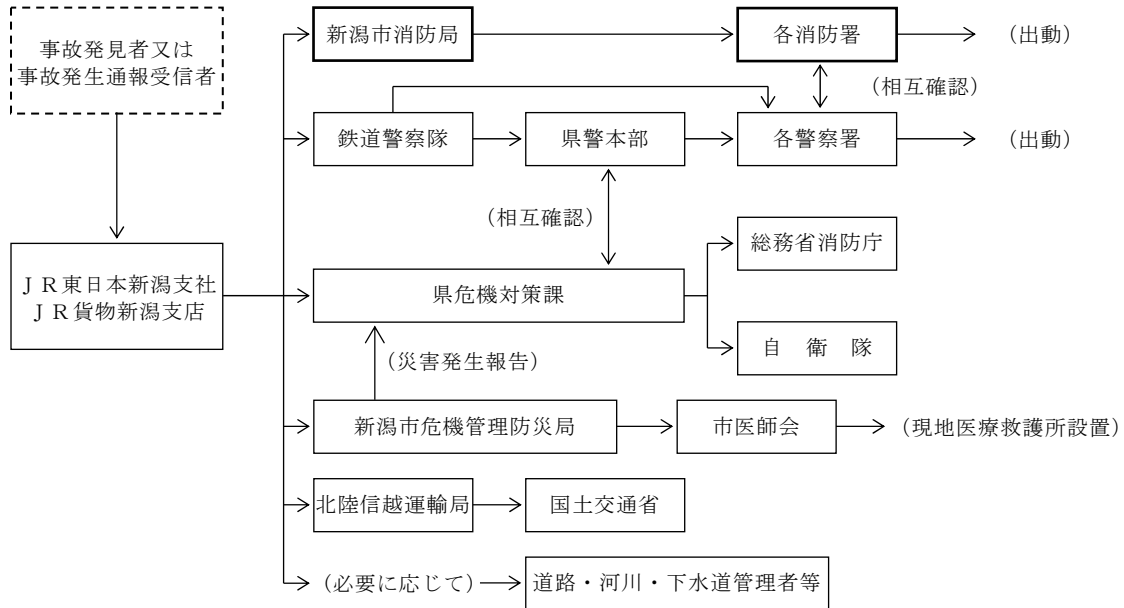 事故発見者又は
事故発生通報受信者
新潟市消防局
各消防署
（出動）
（相互確認）
鉄道警察隊
県警本部
各警察署
（出動）
（相互確認）
ＪＲ東日本新潟支社
ＪＲ貨物新潟支店
県危機対策課
総務省消防庁
自　衛　隊
（災害発生報告）
新潟市危機管理防災局
市医師会
（現地医療救護所設置）
北陸信越運輸局
国土交通省
（必要に応じて）
道路・河川・下水道管理者等